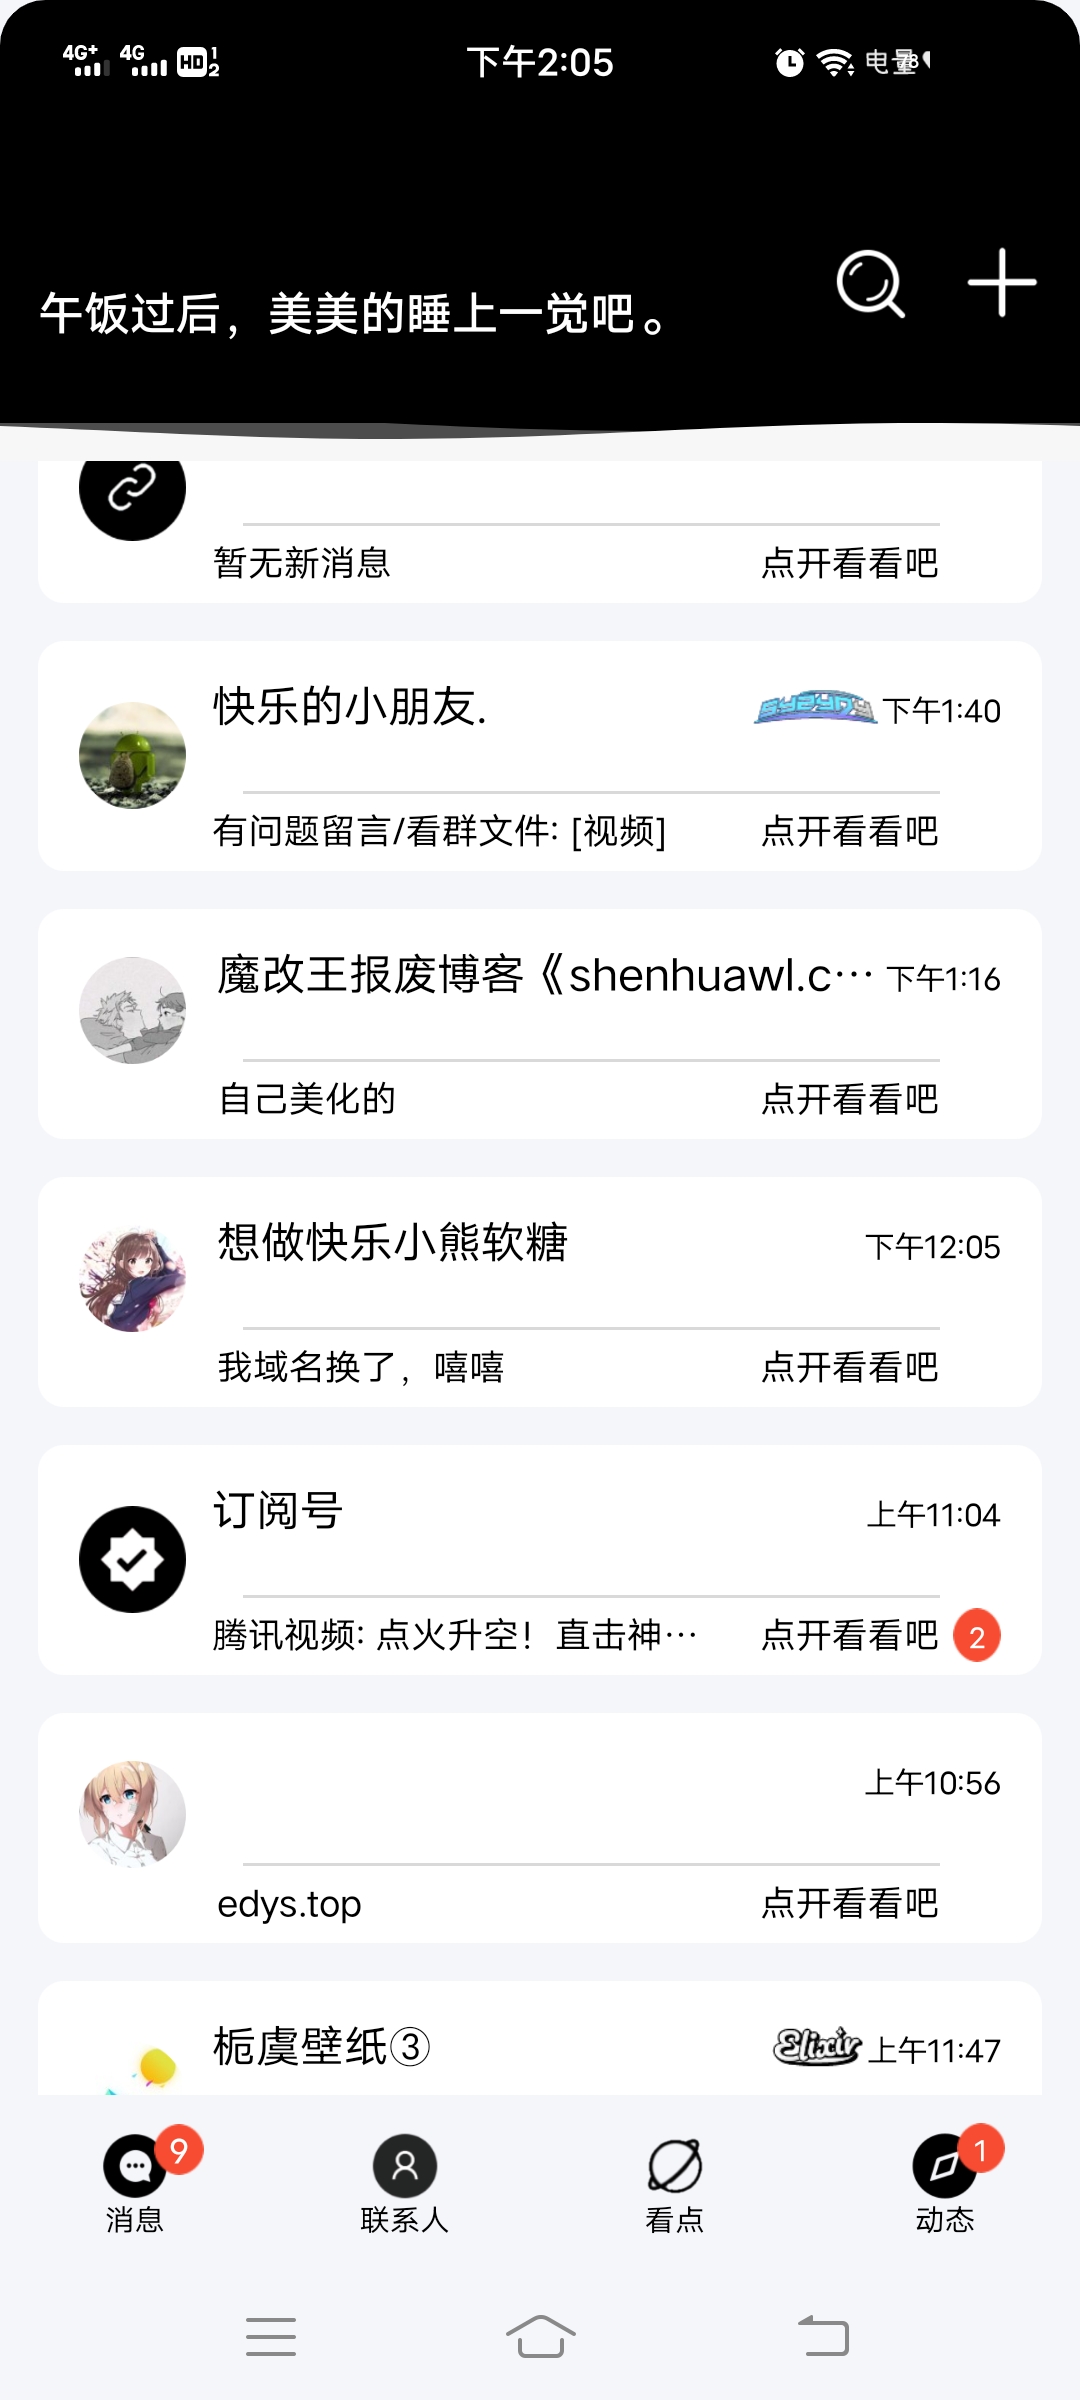 4G+ 4G HD 1 2 下午2:05 电量 78
午饭过后，美美的睡上一觉吧。
暂无新消息 点开看看吧
快乐的小朋友. 下午1:40
有问题留言/看群文件: [视频] 点开看看吧
魔改王报废博客《shenhuawl.c… 下午1:16
自己美化的 点开看看吧
想做快乐小熊软糖 下午12:05
我域名换了，嘻嘻 点开看看吧
订阅号 上午11:04
腾讯视频: 点火升空！直击神… 点开看看吧 2
上午10:56
edys.top 点开看看吧
栀虞壁纸③ Elixir 上午11:47
9 1
消息 联系人 看点 动态